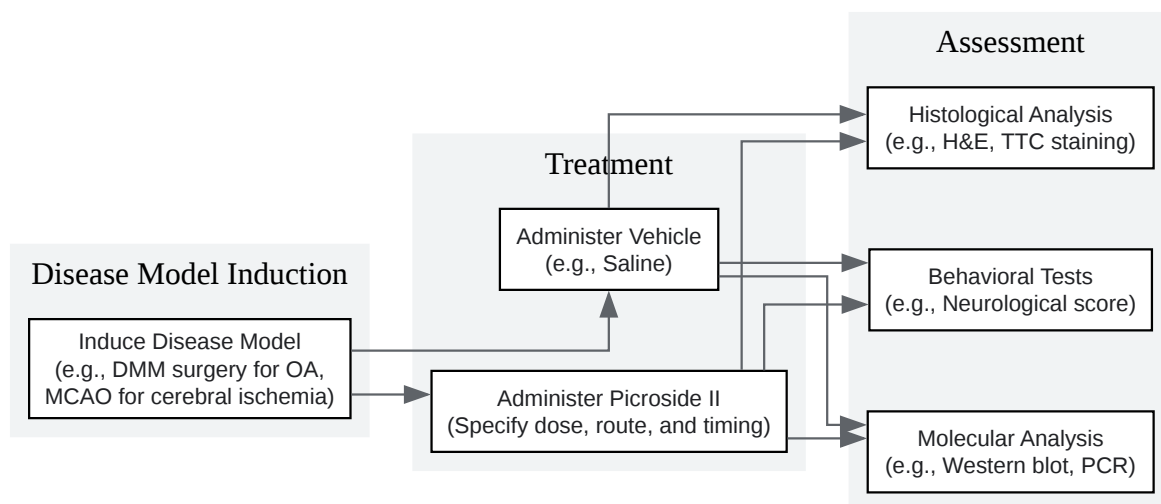 Disease Model Induction
Induce Disease Model
(e.g., DMM surgery for OA,
MCAO for cerebral ischemia)
Treatment
Administer Vehicle
(e.g., Saline)
Administer Picroside II
(Specify dose, route, and timing)
Assessment
Histological Analysis
(e.g., H&E, TTC staining)
Behavioral Tests
(e.g., Neurological score)
Molecular Analysis
(e.g., Western blot, PCR)